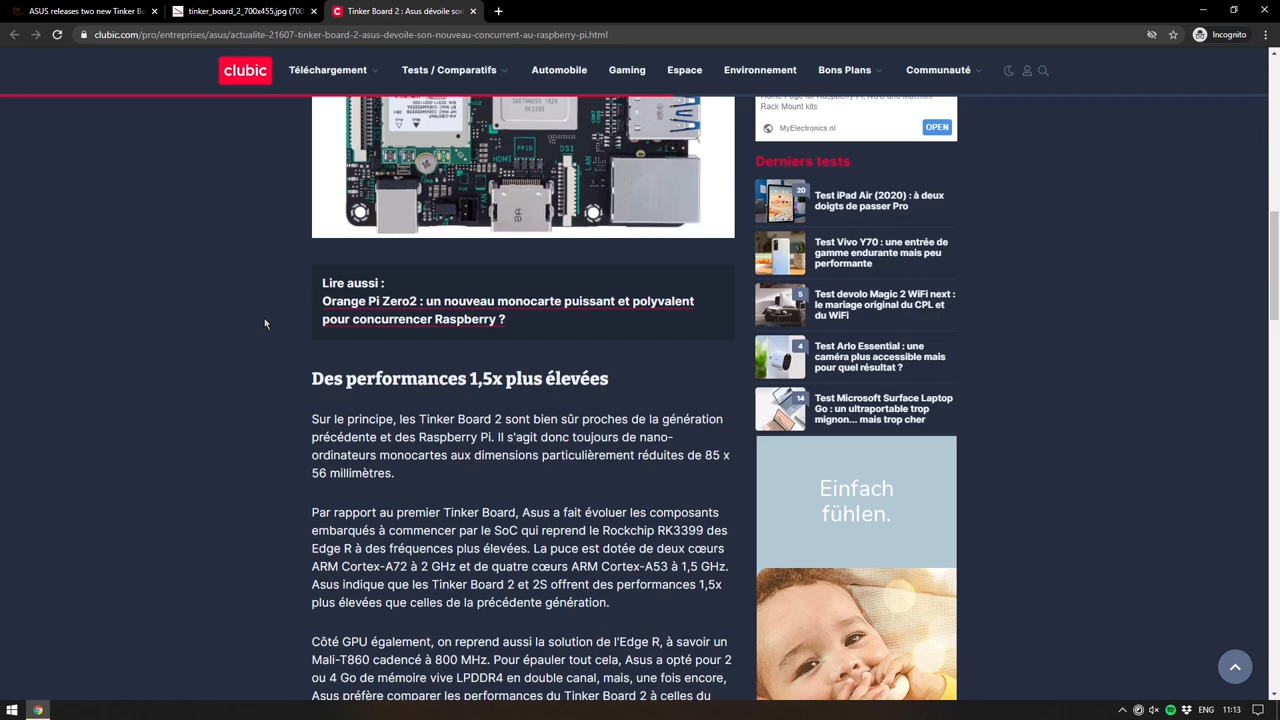 ASUS releases new Tinker Bo
tinker_board-2_700x455.jpg (700
Tinker Board 2 : Asus dévoile son
clubic.com/pro/entreprises/asus/actualite-21607-tinker-bord-2-asus-devoile-son-nouveau-concurrent-au-raspberry-pi.html
Incognito
clubic
Téléchargement
Tests / Comparatifs
Automobile
Gaming
Espace
Environnement
Bons Plans
Communauté
HDMI
PPID
DSI
LAN
FAN
Rack Mount kits
MyElectronics.nl
OPEN
Derniers tests
20
Test iPad Air (2020) : à deux
doigts de passer Pro
Test Vivo Y70 : une entrée de
gamme endurante mais peu
performante
5
Test devolo Magic 2 WiFi next :
le mariage original du CPL et
du WiFi
4
Test Arlo Essential : une
caméra plus accessible mais
pour quel résultat ?
14
Test Microsoft Surface Laptop
Go : un ultraportable trop
mignon... mais trop cher
Einfach
fühlen.
Lire aussi :
Orange Pi Zero2 : un nouveau monocarte puissant et polyvalent
pour concurrencer Raspberry ?
Des performances 1,5x plus élevées
Sur le principe, les Tinker Board 2 sont bien sûr proches de la génération
précédente et des Raspberry Pi. Il s'agit donc toujours de nano-
ordinateurs monocartes aux dimensions particulièrement réduites de 85 x
56 millimètres.
Par rapport au premier Tinker Board, Asus a fait évoluer les composants
embarqués à commencer par le SoC qui reprend le Rockchip RK3399 des
Edge R à des fréquences plus élevées. La puce est dotée de deux cœurs
ARM Cortex-A72 à 2 GHz et de quatre cœurs ARM Cortex-A53 à 1,5 GHz.
Asus indique que les Tinker Board 2 et 2S offrent des performances 1,5x
plus élevées que celles de la précédente génération.
Côté GPU également, on reprend aussi la solution de l'Edge R, à savoir un
Mali-T860 cadencé à 800 MHz. Pour épauler tout cela, Asus a opté pour 2
ou 4 Go de mémoire vive LPDDR4 en double canal, mais, une fois encore,
Asus préfère comparer les performances du Tinker Board 2 à celles du
ENG
11:13